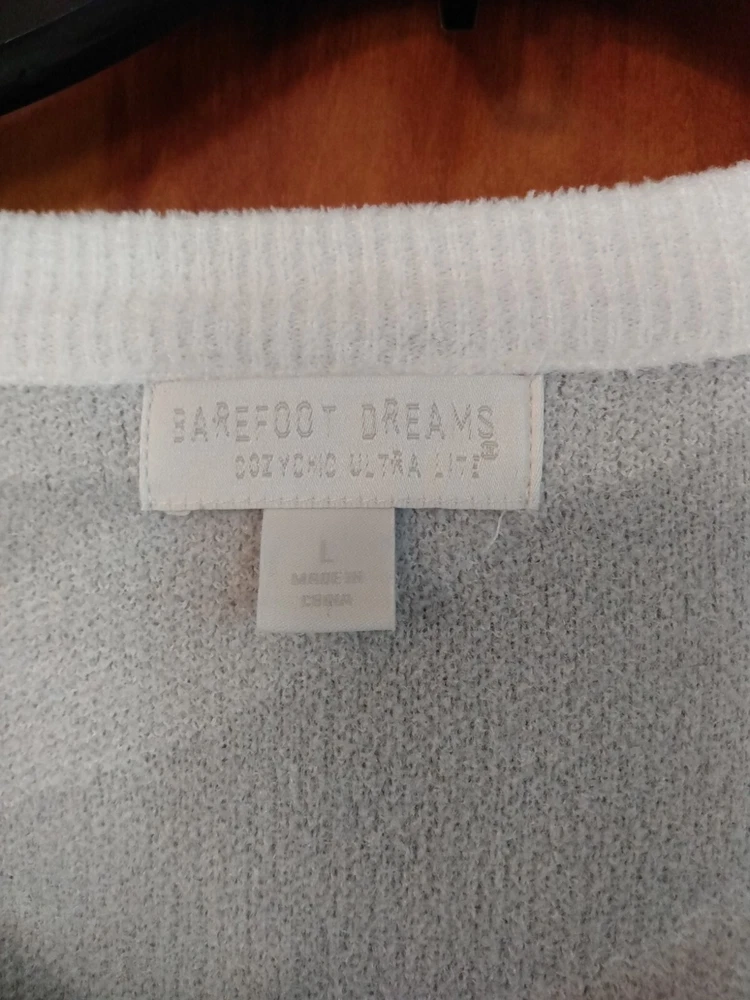 BAREFOOT DREAMS®
COZYCHIC ULTRA LITE
L
MADE IN
CHINA